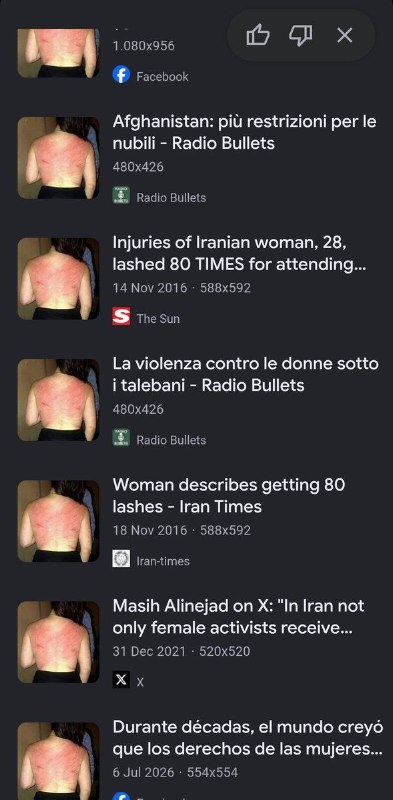 1.080x956
Facebook
Afghanistan: più restrizioni per le
nubili - Radio Bullets
480x426
Radio Bullets
Injuries of Iranian woman, 28,
lashed 80 TIMES for attending...
14 Nov 2016 · 588x592
The Sun
La violenza contro le donne sotto
i talebani - Radio Bullets
480x426
Radio Bullets
Woman describes getting 80
lashes - Iran Times
18 Nov 2016 · 588x592
Iran-times
Masih Alinejad on X: "In Iran not
only female activists receive...
31 Dec 2021 · 520x520
X
Durante décadas, el mundo creyó
que los derechos de las mujeres...
6 Jul 2026 · 554x554